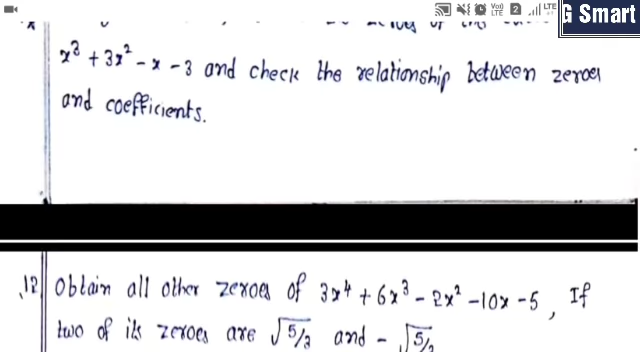 G Smart
x³ + 3x² - x - 3 and check the relationship between zeroes
and coefficients.
12 Obtain all other zeroes of 3x⁴ + 6x³ - 2x² - 10x - 5, If
two of its zeroes are √5/3 and - √5/3